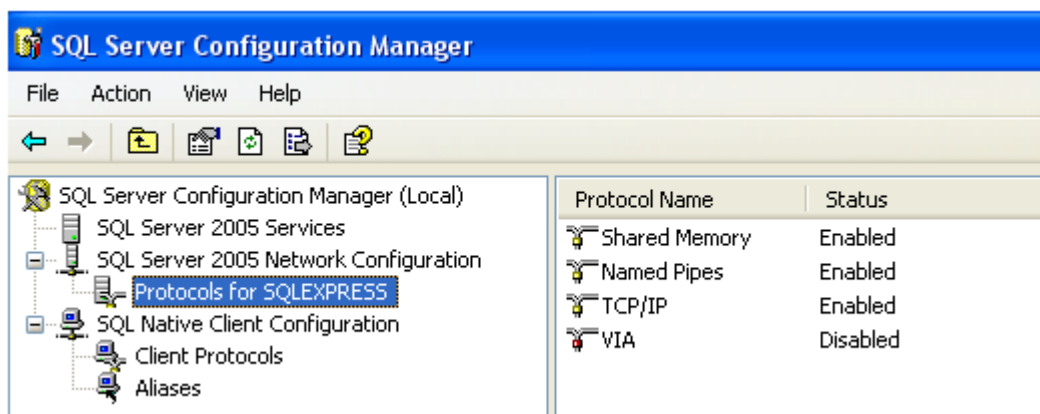 SQL Server Configuration Manager
File Action View Help
SQL Server Configuration Manager (Local)
SQL Server 2005 Services
SQL Server 2005 Network Configuration
Protocols for SQLEXPRESS
SQL Native Client Configuration
Client Protocols
Aliases
Protocol Name Status
Shared Memory Enabled
Named Pipes Enabled
TCP/IP Enabled
VIA Disabled